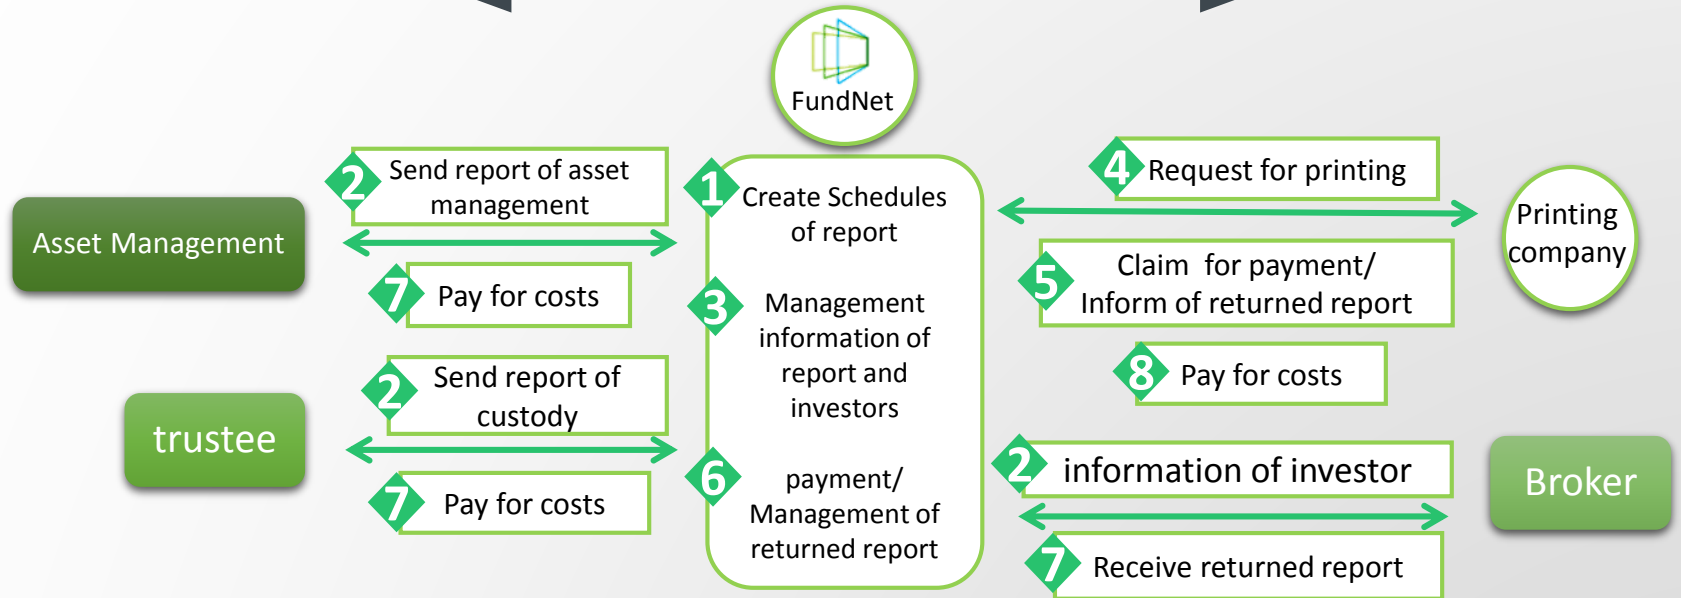 FundNet
2
Send report of asset
management
Asset Management
7
Pay for costs
2
Send report of
custody
trustee
7
Pay for costs
1
Create Schedules
of report
3
Management
information of
report and
investors
6
payment/
Management of
returned report
4
Request for printing
Printing
company
5
Claim  for payment/
Inform of returned report
8
Pay for costs
2
information of investor
Broker
7
Receive returned report